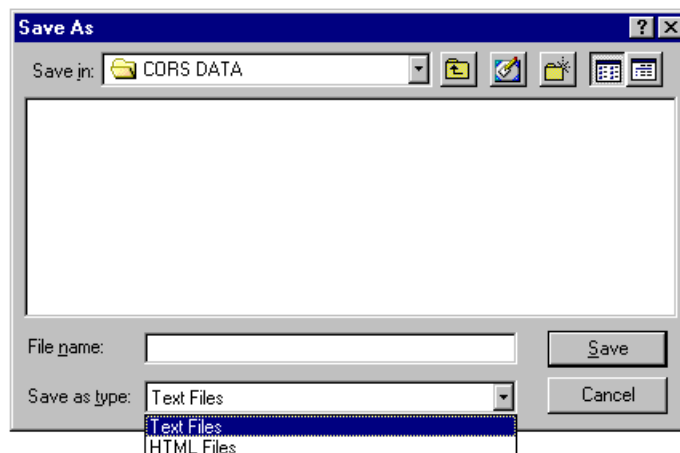 Save As
Save in: CORS DATA
File name:
Save
Save as type: Text Files
Cancel
Text Files
HTML Files